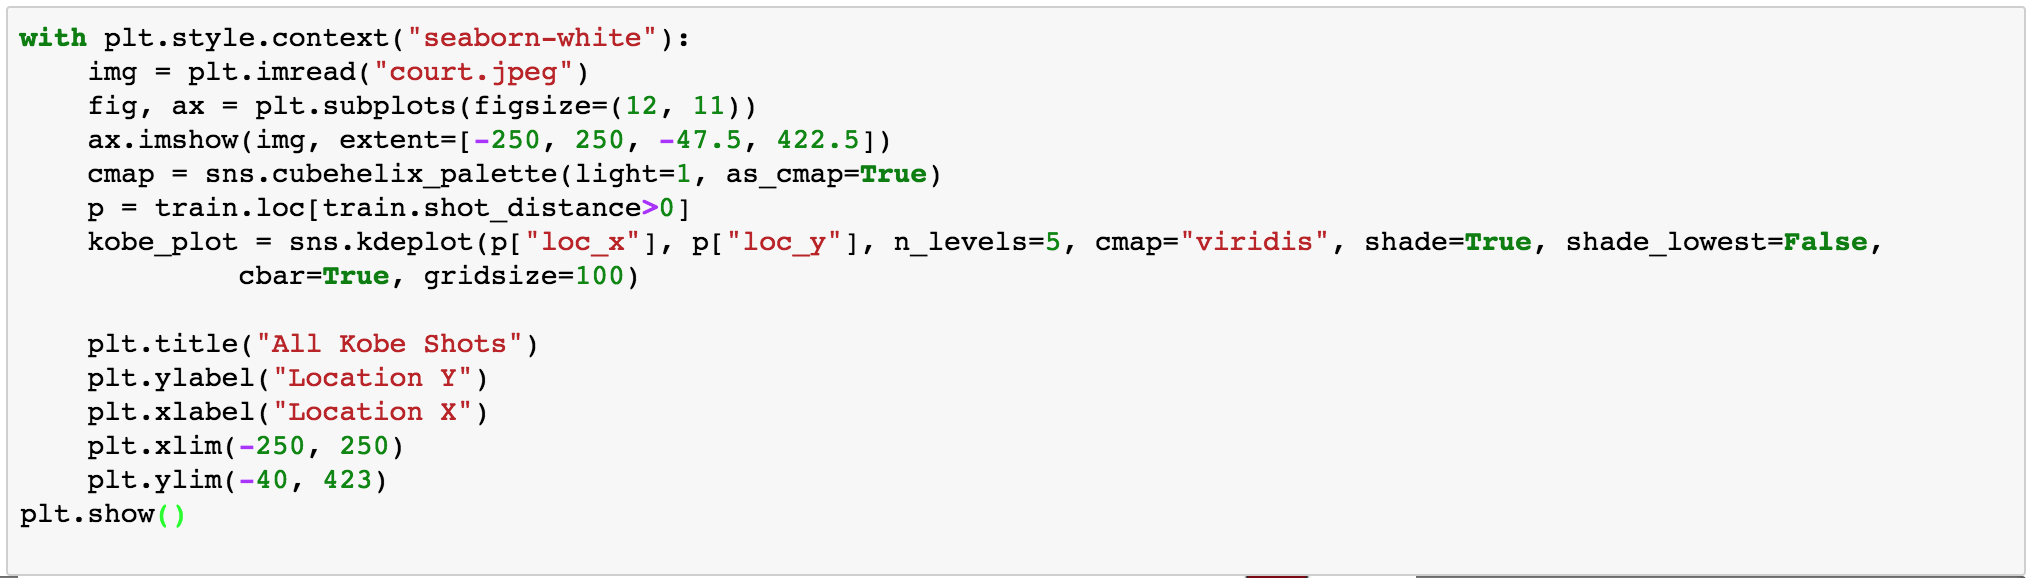 with plt.style.context("seaborn-white"):
    img = plt.imread("court.jpeg")
    fig, ax = plt.subplots(figsize=(12, 11))
    ax.imshow(img, extent=[-250, 250, -47.5, 422.5])
    cmap = sns.cubehelix_palette(light=1, as_cmap=True)
    p = train.loc[train.shot_distance>0]
    kobe_plot = sns.kdeplot(p["loc_x"], p["loc_y"], n_levels=5, cmap="viridis", shade=True, shade_lowest=False,
             cbar=True, gridsize=100)

    plt.title("All Kobe Shots")
    plt.ylabel("Location Y")
    plt.xlabel("Location X")
    plt.xlim(-250, 250)
    plt.ylim(-40, 423)
plt.show()